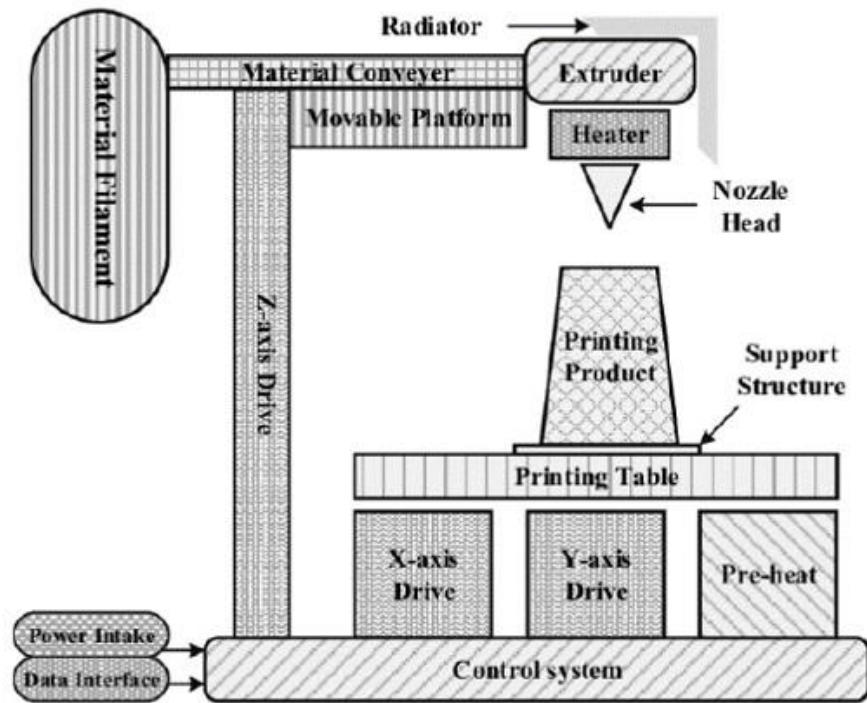 Radiator
Material Filament
Material Conveyer
Extruder
Movable Platform
Heater
Nozzle
Head
Z-axis Drive
Printing
Product
Support
Structure
Printing Table
X-axis
Drive
Y-axis
Drive
Pre-heat
Power Intake
Data Interface
Control system